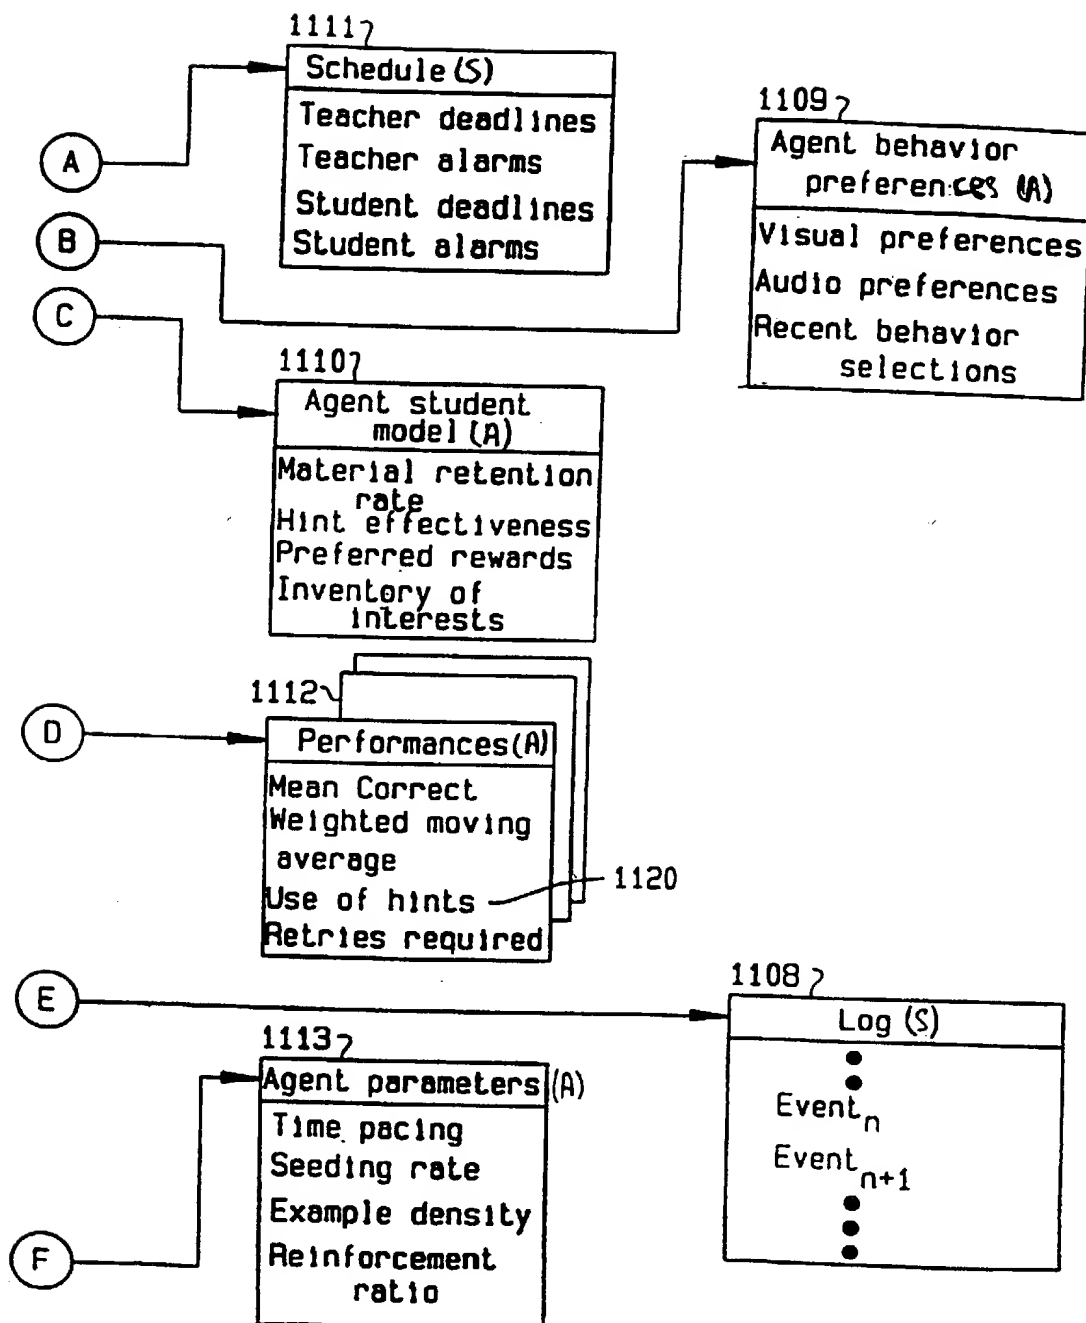 1111
Schedule (S)
Teacher deadlines
Teacher alarms
Student deadlines
Student alarms
A
B
C
1109
Agent behavior
preferences (A)
Visual preferences
Audio preferences
Recent behavior
selections
1110
Agent student
model (A)
Material retention
rate
Hint effectiveness
Preferred rewards
Inventory of
interests
1112
D
Performances (A)
Mean Correct
Weighted moving
average
Use of hints
1120
Retries required
E
1108
Log (S)
Event n
Event n+1
1113
Agent parameters (A)
Time pacing
Seeding rate
Example density
Reinforcement
ratio
F